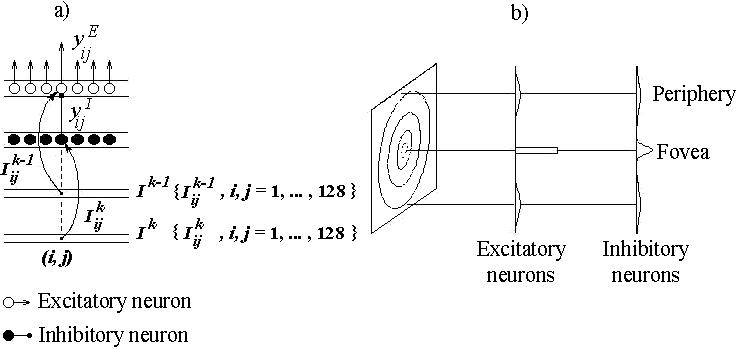 a)
b)
y_ij^E
y_ij^I
I_ij^k-1
I_ij^k
I^k-1 { I_ij^k-1 , i, j = 1, ... , 128 }
I^k { I_ij^k , i, j = 1, ... , 128 }
(i, j)
Excitatory neuron
Inhibitory neuron
Periphery
Fovea
Excitatory
neurons
Inhibitory
neurons